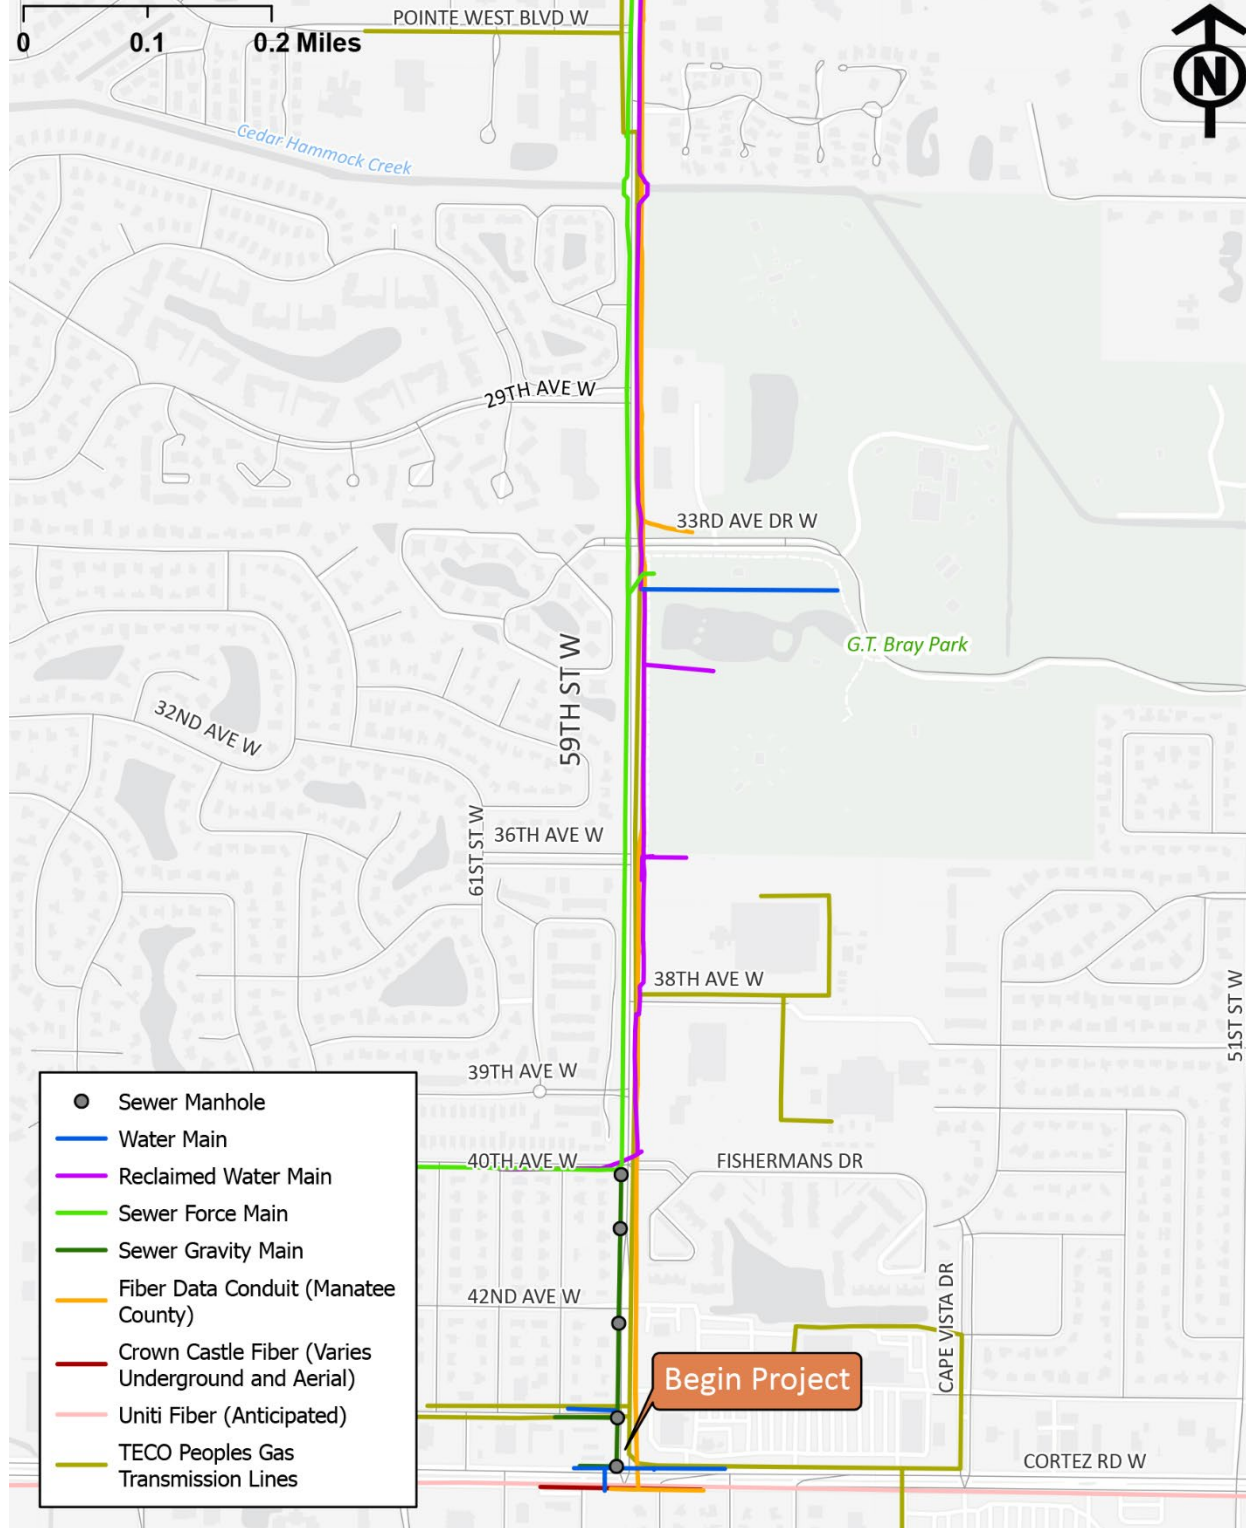 POINTE WEST BLVD W
0 0.1 0.2 Miles
N
Cedar Hammock Creek
29TH AVE W
33RD AVE DR W
G.T. Bray Park
59TH ST W
32ND AVE W
61ST ST W
36TH AVE W
38TH AVE W
51ST ST W
39TH AVE W
40TH AVE W
FISHERMANS DR
42ND AVE W
CAPE VISTA DR
Begin Project
CORTEZ RD W
Sewer Manhole
Water Main
Reclaimed Water Main
Sewer Force Main
Sewer Gravity Main
Fiber Data Conduit (Manatee
County)
Crown Castle Fiber (Varies
Underground and Aerial)
Uniti Fiber (Anticipated)
TECO Peoples Gas
Transmission Lines